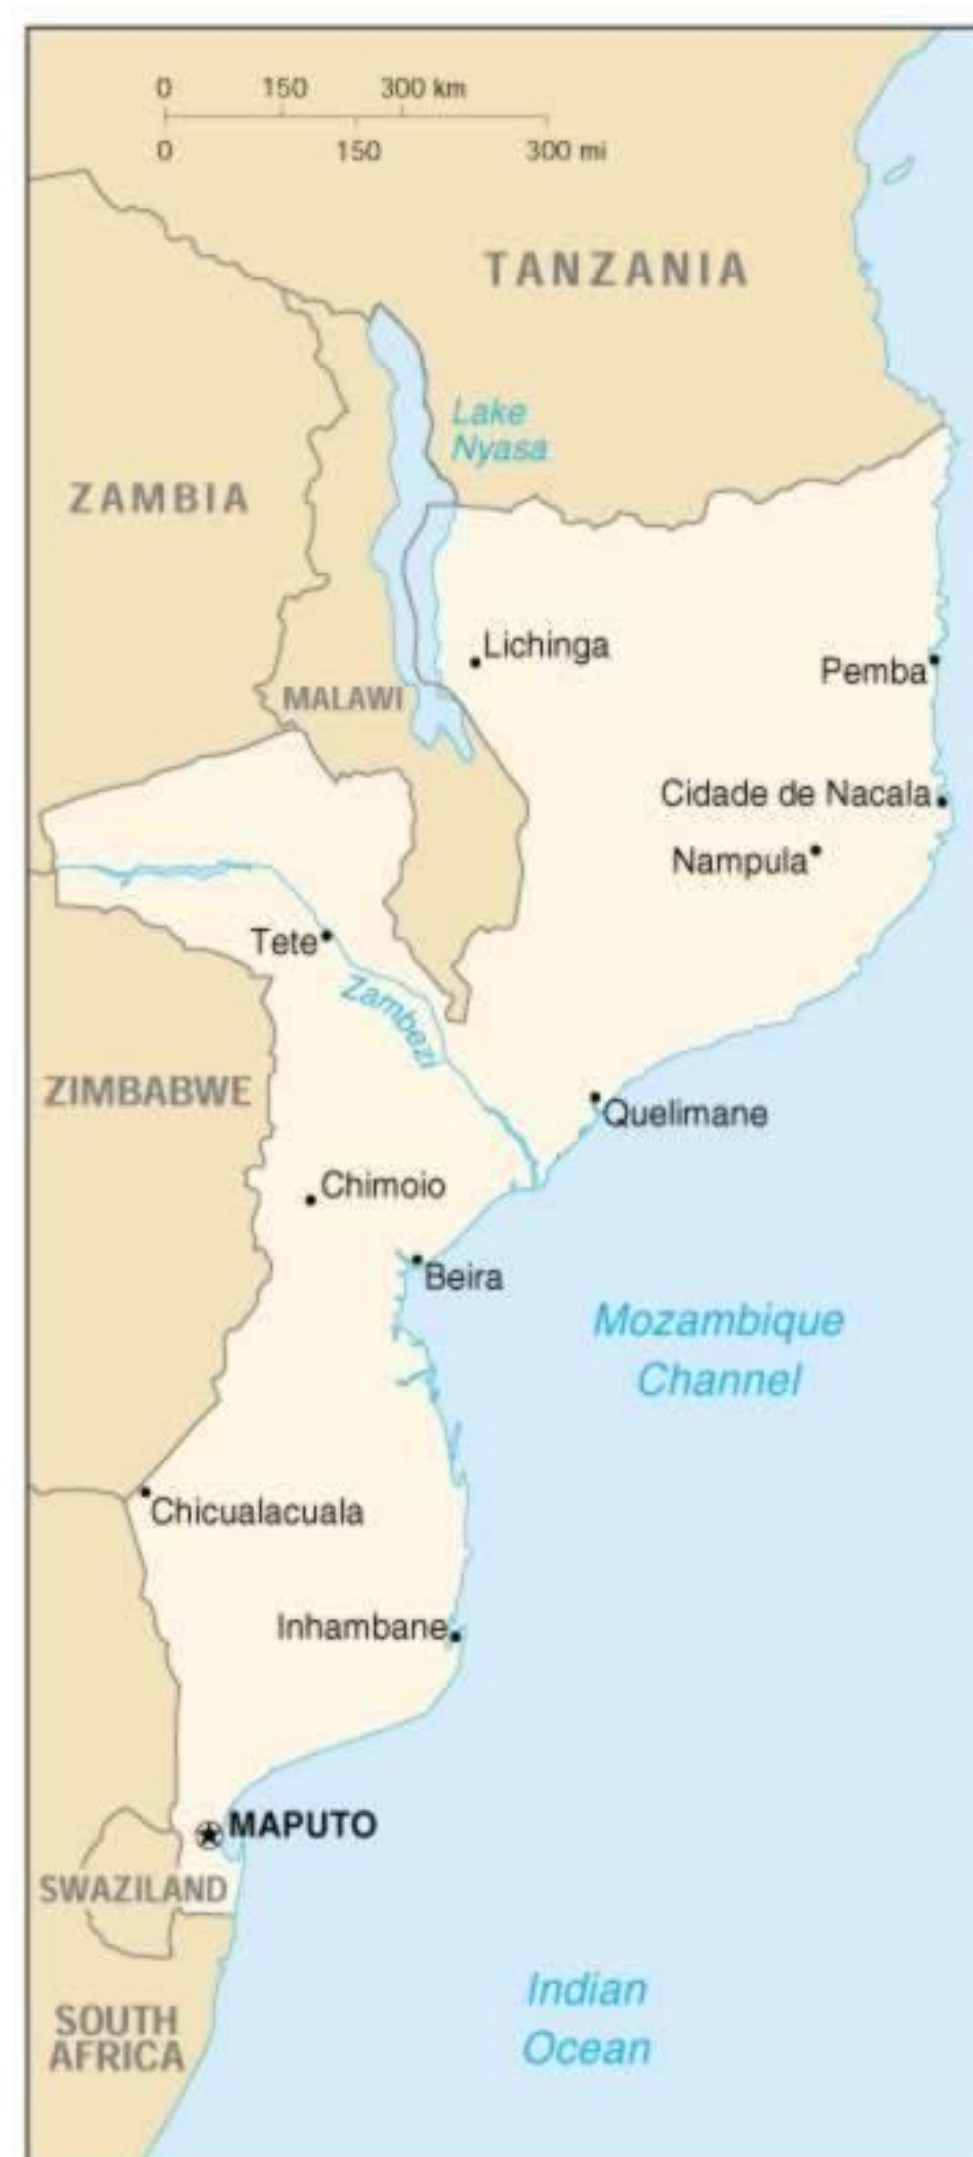 0 150 300 km
0 150 300 mi
TANZANIA
Lake
Nyasa
ZAMBIA
Lichinga
Pemba
MALAWI
Cidade de Nacala
Nampula
Tete
Zambezi
ZIMBABWE
Quelimane
Chimoio
Beira
Mozambique
Channel
Chicualacuala
Inhambane
MAPUTO
SWAZILAND
Indian
Ocean
SOUTH
AFRICA